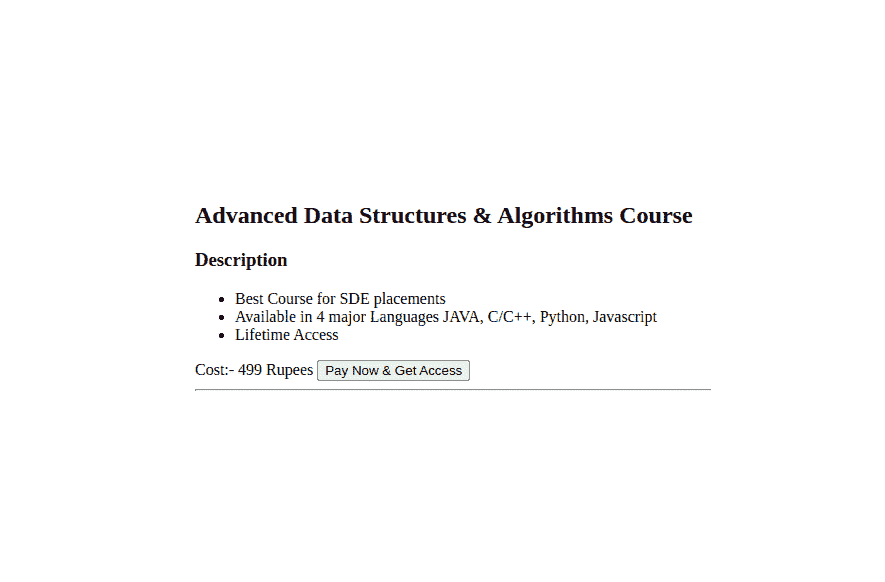 Advanced Data Structures & Algorithms Course
Description
Best Course for SDE placements
Available in 4 major Languages JAVA, C/C++, Python, Javascript
Lifetime Access
Cost:- 499 Rupees Pay Now & Get Access